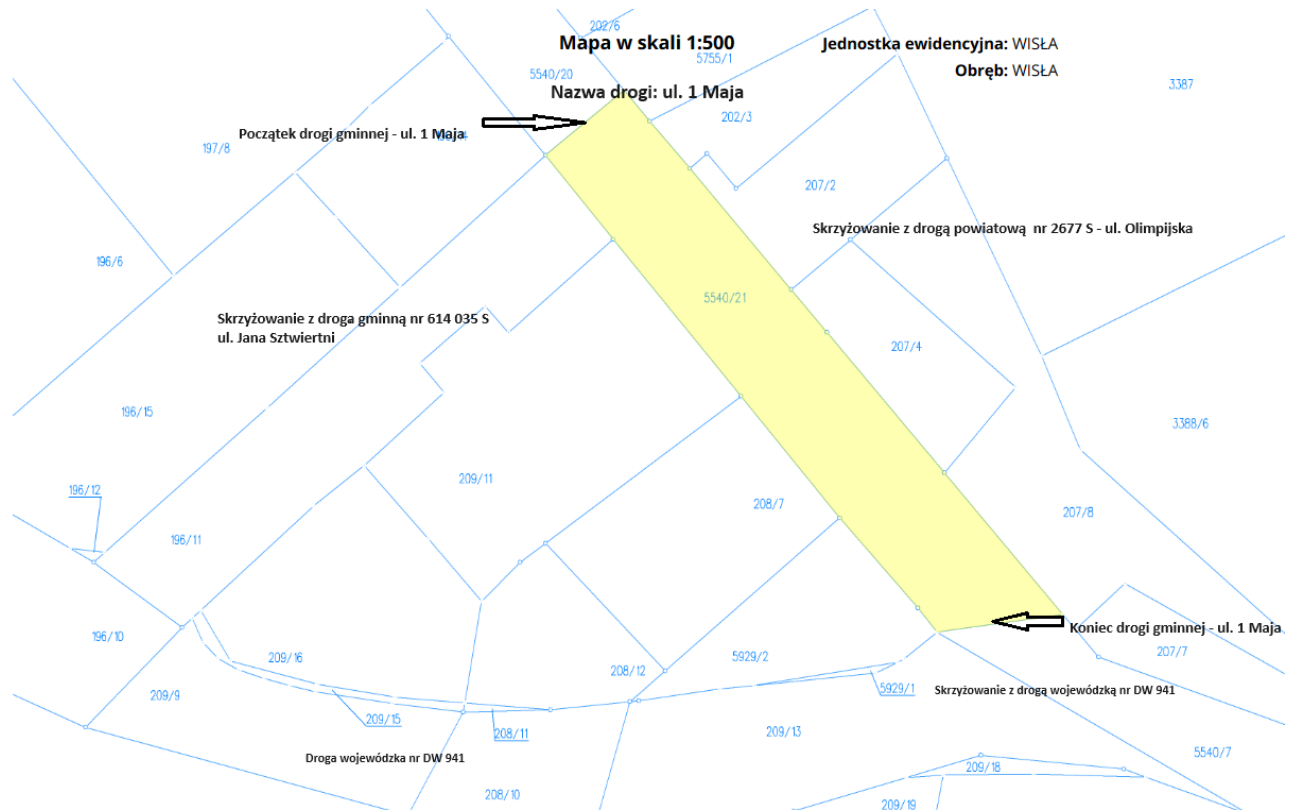 202/6
Mapa w skali 1:500
Jednostka ewidencyjna: WISŁA
5755/1
Obręb: WISŁA
5540/20
3387
Nazwa drogi: ul. 1 Maja
202/3
Początek drogi gminnej - ul. 1 Maja
197/8
207/2
Skrzyżowanie z drogą powiatową nr 2677 S - ul. Olimpijska
196/6
5540/21
Skrzyżowanie z droga gminną nr 614 035 S
ul. Jana Sztwiertni
207/4
196/15
3388/6
209/11
196/12
208/7
207/8
196/11
Koniec drogi gminnej - ul. 1 Maja
196/10
209/16
5929/2
207/7
208/12
5929/1
Skrzyżowanie z drogą wojewódzką nr DW 941
209/9
209/15
208/11
209/13
5540/7
Droga wojewódzka nr DW 941
209/18
208/10
209/19